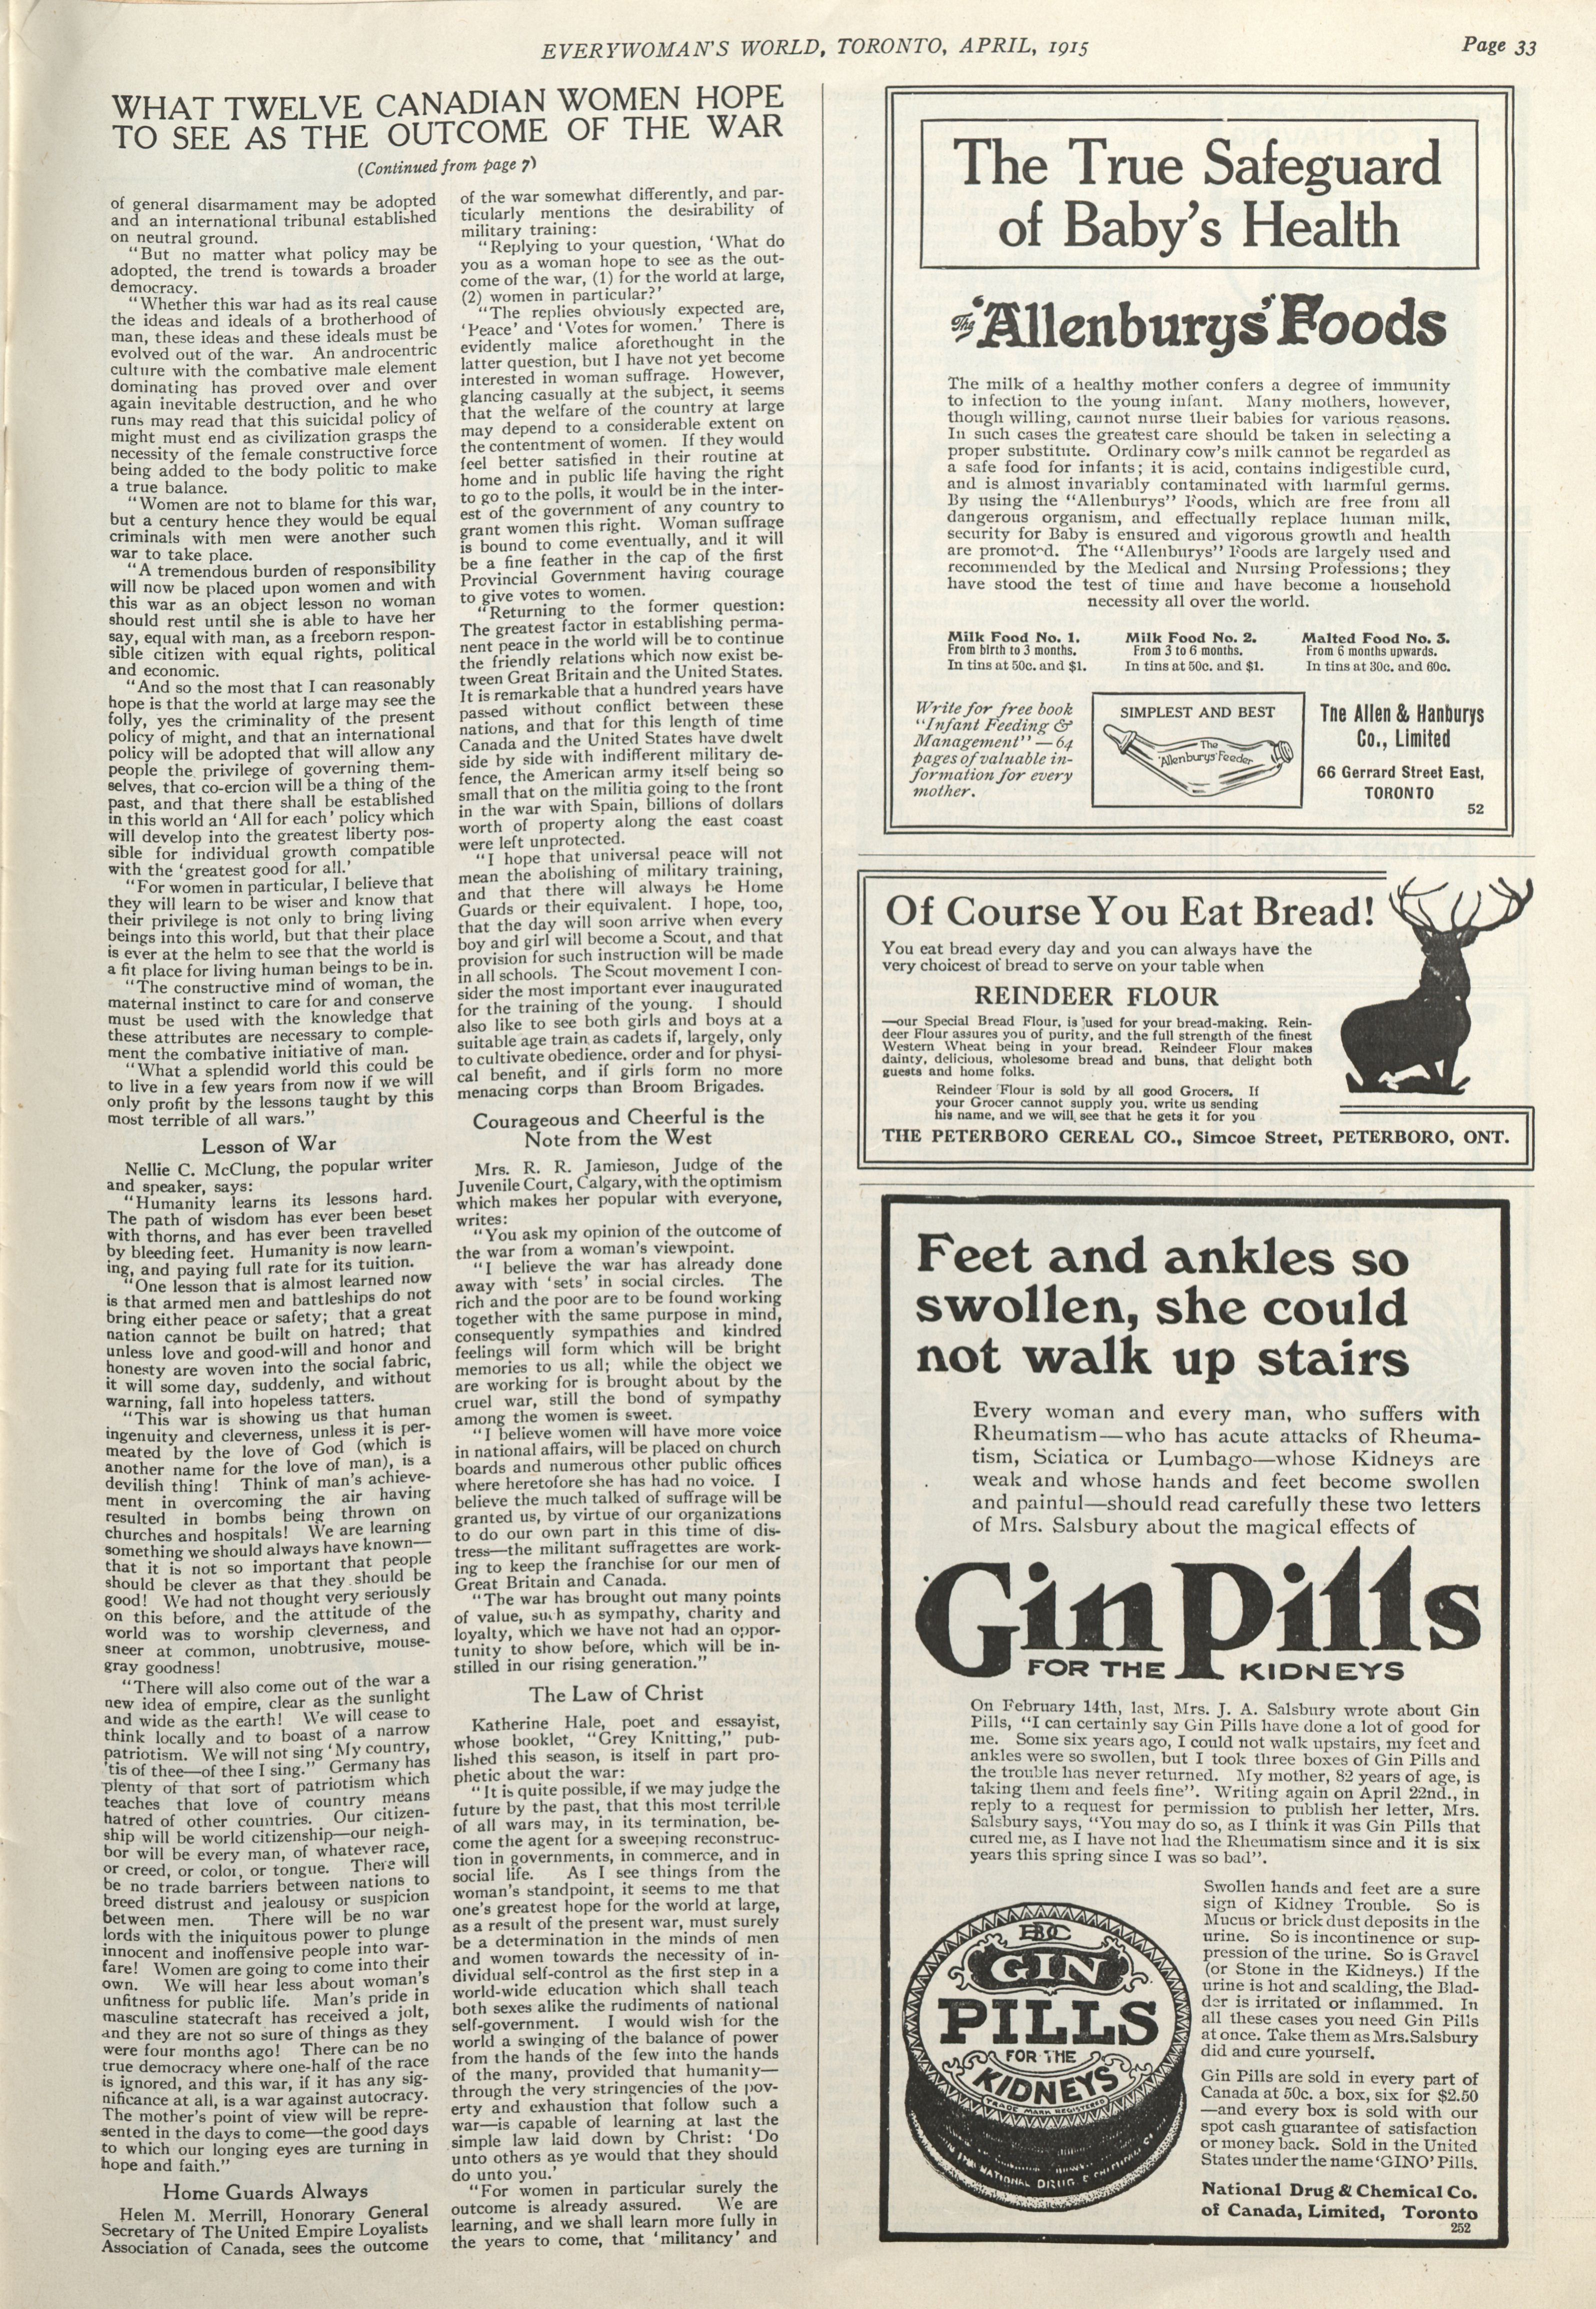 EVERYWOMAN'S WORLD, TORONTO, APRIL, 1915
Page 33
WHAT TWELVE CANADIAN WOMEN HOPE
TO SEE AS THE OUTCOME OF THE WAR
(Continued from page 7)
of general disarmament may be adopted
and an international tribunal established
on neutral ground.
"But no matter what policy may be
adopted, the trend is towards a broader
democracy.
"Whether this war had as its real cause
the ideas and ideals of a brotherhood of
man, these ideas and these ideals must be
evolved out of the war. An androcentric
culture with the combative male element
dominating has proved over and over
again inevitable destruction, and he who
runs may read that this suicidal policy of
might must end as civilization grasps the
necessity of the female constructive force
being added to the body politic to make
a true balance.
"Women are not to blame for this war,
but a century hence they would be equal
criminals with men were another such
war to take place.
"A tremendous burden of responsibility
will now be placed upon women and with
this war as an object lesson no woman
should rest until she is able to have her
say, equal with man, as a freeborn respon-
sible citizen with equal rights, political
and economic.
"And so the most that I can reasonably
hope is that the world at large may see the
folly, yes the criminality of the present
policy of might, and that an international
policy will be adopted that will allow any
people the privilege of governing them-
selves, that co-ercion will be a thing of the
past, and that there shall be established
in this world an 'All for each' policy which
will develop into the greatest liberty pos-
sible for individual growth compatible
with the 'greatest good for all.'
"For women in particular, I believe that
they will learn to be wiser and know that
their privilege is not only to bring living
beings into this world, but that their place
is ever at the helm to see that the world is
a fit place for living human beings to be in.
"The constructive mind of woman, the
maternal instinct to care for and conserve
must be used with the knowledge that
these attributes are necessary to comple-
ment the combative initiative of man.
"What a splendid world this could be
to live in a few years from now if we will
only profit by the lessons taught by this
most terrible of all wars."
Lesson of War
Nellie C. McClung, the popular writer
and speaker, says:
"Humanity learns its lessons hard.
The path of wisdom has ever been beset
with thorns, and has ever been travelled
by bleeding feet. Humanity is now learn-
ing, and paying full rate for its tuition.
"One lesson that is almost learned now
is that armed men and battleships do not
bring either peace or safety; that a great
nation cannot be built on hatred; that
unless love and good-will and honor and
honesty are woven into the social fabric,
it will some day, suddenly, and without
warning, fall into hopeless tatters.
"This war is showing us that human
ingenuity and cleverness, unless it is per-
meated by the love of God (which is
another name for the love of man), is a
devilish thing! Think of man's achieve-
ment in overcoming the air having
resulted in bombs being thrown on
churches and hospitals! We are learning
something we should always have known—
that it is not so important that people
should be clever as that they should be
good! We had not thought very seriously
on this before, and the attitude of the
world was to worship cleverness, and
sneer at common, unobtrusive, mouse-
gray goodness!
"There will also come out of the war a
new idea of empire, clear as the sunlight
and wide as the earth! We will cease to
think locally and to boast of a narrow
patriotism. We will not sing 'My country,
'tis of thee—of thee I sing." Germany has
plenty of that sort of patriotism which
teaches that love of country means
hatred of other countries. Our citizen-
ship will be world citizenship—our neigh-
bor will be every man, of whatever race,
or creed, or color, or tongue. There will
be no trade barriers between nations to
breed distrust and jealousy or suspicion
between men. There will be no war
lords with the iniquitous power to plunge
innocent and inoffensive people into war-
fare! Women are going to come into their
own. We will hear less about woman's
unfitness for public life. Man's pride in
masculine statecraft has received a jolt,
and they are not so sure of things as they
were four months ago! There can be no
true democracy where one-half of the race
is ignored, and this war, if it has any sig-
nificance at all, is a war against autocracy.
The mother's point of view will be repre-
sented in the days to come—the good days
to which our longing eyes are turning in
hope and faith."
Home Guards Always
Helen M. Merrill, Honorary General
Secretary of The United Empire Loyalists
Association of Canada, sees the outcome
of the war somewhat differently, and par-
ticularly mentions the desirability of
military training:
"Replying to your question, 'What do
you as a woman hope to see as the out-
come of the war, (1) for the world at large,
(2) women in particular?'
"The replies obviously expected are,
'Peace' and 'Votes for women.' There is
evidently malice aforethought in the
latter question, but I have not yet become
interested in woman suffrage. However,
glancing casually at the subject, it seems
that the welfare of the country at large
may depend to a considerable extent on
the contentment of women. If they would
feel better satisfied in their routine at
home and in public life having the right
to go to the polls, it would be in the inter-
est of the government of any country to
grant women this right. Woman suffrage
is bound to come eventually, and it will
be a fine feather in the cap of the first
Provincial Government having courage
to give votes to women.
"Returning to the former question:
The greatest factor in establishing perma-
nent peace in the world will be to continue
the friendly relations which now exist be-
tween Great Britain and the United States.
It is remarkable that a hundred years have
passed without conflict between these
nations, and that for this length of time
Canada and the United States have dwelt
side by side with indifferent military de-
fence, the American army itself being so
small that on the militia going to the front
in the war with Spain, billions of dollars
worth of property along the east coast
were left unprotected.
"I hope that universal peace will not
mean the abolishing of military training,
and that there will always be Home
Guards or their equivalent. I hope, too,
that the day will soon arrive when every
boy and girl will become a Scout, and that
provision for such instruction will be made
in all schools. The Scout movement I con-
sider the most important ever inaugurated
for the training of the young. I should
also like to see both girls and boys at a
suitable age train as cadets if, largely, only
to cultivate obedience, order and for physi-
cal benefit, and if girls form no more
menacing corps than Broom Brigades.
Courageous and Cheerful is the
Note from the West
Mrs. R. R. Jamieson, Judge of the
Juvenile Court, Calgary, with the optimism
which makes her popular with everyone,
writes:
"You ask my opinion of the outcome of
the war from a woman's viewpoint.
"I believe the war has already done
away with 'sets' in social circles. The
rich and the poor are to be found working
together with the same purpose in mind,
consequently sympathies and kindred
feelings will form which will be bright
memories to us all; while the object we
are working for is brought about by the
cruel war, still the bond of sympathy
among the women is sweet.
"I believe women will have more voice
in national affairs, will be placed on church
boards and numerous other public offices
where heretofore she has had no voice. I
believe the much talked of suffrage will be
granted us, by virtue of our organizations
to do our own part in this time of dis-
tress—the militant suffragettes are work-
ing to keep the franchise for our men of
Great Britain and Canada.
"The war has brought out many points
of value, such as sympathy, charity and
loyalty, which we have not had an oppor-
tunity to show before, which will be in-
stilled in our rising generation."
The Law of Christ
Katherine Hale, poet and essayist,
whose booklet, "Grey Knitting," pub-
lished this season, is itself in part pro-
phetic about the war:
"It is quite possible, if we may judge the
future by the past, that this most terrible
of all wars may, in its termination, be-
come the agent for a sweeping reconstruc-
tion in governments, in commerce, and in
social life. As I see things from the
woman's standpoint, it seems to me that
one's greatest hope for the world at large,
as a result of the present war, must surely
be a determination in the minds of men
and women towards the necessity of in-
dividual self-control as the first step in a
world-wide education which shall teach
both sexes alike the rudiments of national
self-government. I would wish for the
world a swinging of the balance of power
from the hands of the few into the hands
of the many, provided that humanity—
through the very stringencies of the pov-
erty and exhaustion that follow such a
war—is capable of learning at last the
simple law laid down by Christ: 'Do
unto others as ye would that they should
do unto you.'
"For women in particular surely the
outcome is already assured. We are
learning, and we shall learn more fully in
the years to come, that 'militancy' and
The True Safeguard
of Baby's Health
The 'Allenburys' Foods
The milk of a healthy mother confers a degree of immunity
to infection to the young infant. Many mothers, however,
though willing, cannot nurse their babies for various reasons.
In such cases the greatest care should be taken in selecting a
proper substitute. Ordinary cow's milk cannot be regarded as
a safe food for infants; it is acid, contains indigestible curd,
and is almost invariably contaminated with harmful germs.
By using the "Allenburys" Foods, which are free from all
dangerous organism, and effectually replace human milk,
security for Baby is ensured and vigorous growth and health
are promoted. The "Allenburys" Foods are largely used and
recommended by the Medical and Nursing Professions; they
have stood the test of time and have become a household
necessity all over the world.
Milk Food No. 1.
From birth to 3 months.
In tins at 50c. and $1.
Milk Food No. 2.
From 3 to 6 months.
In tins at 50c. and $1.
Malted Food No. 3.
From 6 months upwards.
In tins at 30c. and 60c.
Write for free book
"Infant Feeding &
Management"—64
pages of valuable in-
formation for every
mother.
SIMPLEST AND BEST
The
'Allenburys' Feeder
The Allen & Hanburys
Co., Limited
66 Gerrard Street East,
TORONTO
52
Of Course You Eat Bread!
You eat bread every day and you can always have the
very choicest of bread to serve on your table when
REINDEER FLOUR
—our Special Bread Flour, is used for your bread-making. Rein-
deer Flour assures you of purity, and the full strength of the finest
Western Wheat being in your bread. Reindeer Flour makes
dainty, delicious, wholesome bread and buns, that delight both
guests and home folks.
Reindeer Flour is sold by all good Grocers. If
your Grocer cannot supply you, write us sending
his name, and we will see that he gets it for you
THE PETERBORO CEREAL CO., Simcoe Street, PETERBORO, ONT.
Feet and ankles so
swollen, she could
not walk up stairs
Every woman and every man, who suffers with
Rheumatism—who has acute attacks of Rheuma-
tism, Sciatica or Lumbago—whose Kidneys are
weak and whose hands and feet become swollen
and painful—should read carefully these two letters
of Mrs. Salsbury about the magical effects of
Gin Pills
FOR THE KIDNEYS
On February 14th, last, Mrs. J. A. Salsbury wrote about Gin
Pills, "I can certainly say Gin Pills have done a lot of good for
me. Some six years ago, I could not walk upstairs, my feet and
ankles were so swollen, but I took three boxes of Gin Pills and
the trouble has never returned. My mother, 82 years of age, is
taking them and feels fine". Writing again on April 22nd., in
reply to a request for permission to publish her letter, Mrs.
Salsbury says, "You may do so, as I think it was Gin Pills that
cured me, as I have not had the Rheumatism since and it is six
years this spring since I was so bad".
GIN
PILLS
FOR THE
KIDNEYS
TRADE MARK REGISTERED
NATIONAL DRUG & CHEMICAL CO.
Swollen hands and feet are a sure
sign of Kidney Trouble. So is
Mucus or brick dust deposits in the
urine. So is incontinence or sup-
pression of the urine. So is Gravel
(or Stone in the Kidneys.) If the
urine is hot and scalding, the Blad-
der is irritated or inflammed. In
all these cases you need Gin Pills
at once. Take them as Mrs. Salsbury
did and cure yourself.
Gin Pills are sold in every part of
Canada at 50c. a box, six for $2.50
—and every box is sold with our
spot cash guarantee of satisfaction
or money back. Sold in the United
States under the name 'GINO' Pills.
National Drug & Chemical Co.
of Canada, Limited, Toronto
252